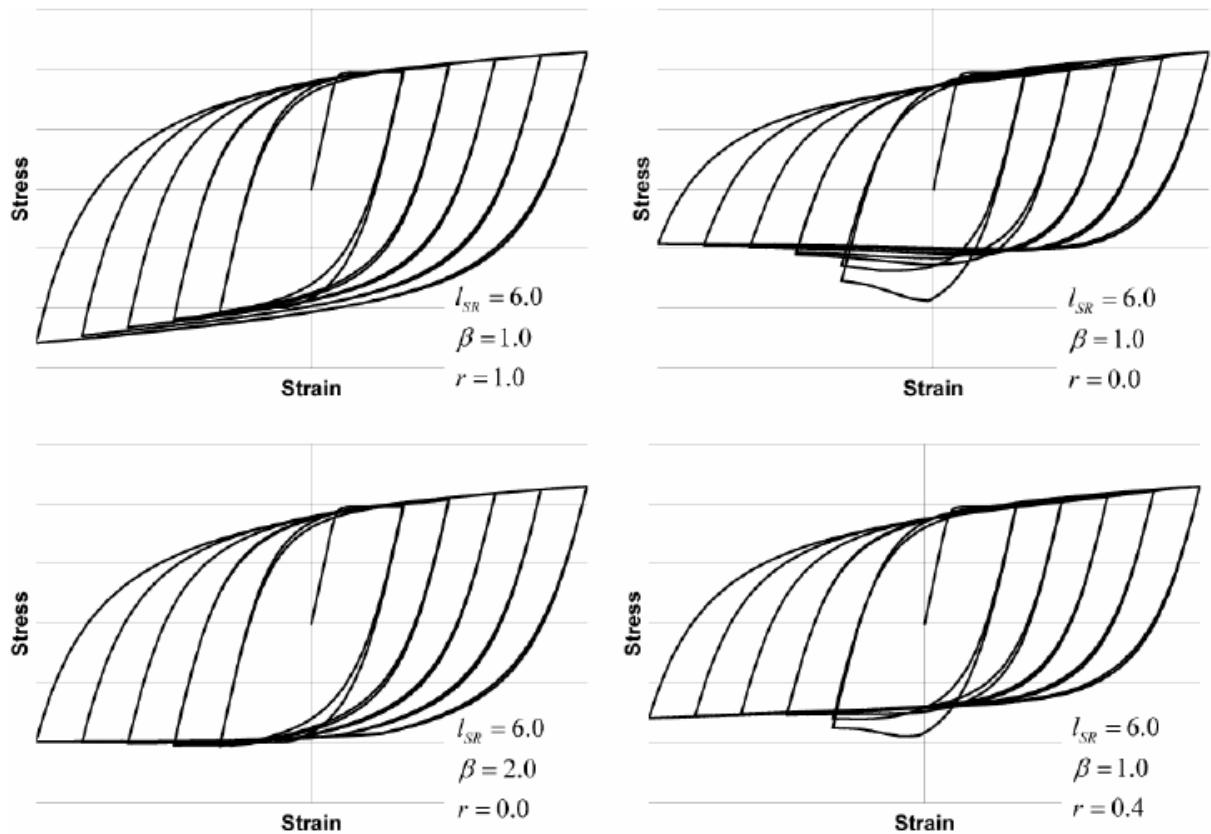 Stress
l_SR = 6.0
β = 1.0
r = 1.0
Strain
Stress
l_SR = 6.0
β = 1.0
r = 0.0
Strain
Stress
l_SR = 6.0
β = 2.0
r = 0.0
Strain
Stress
l_SR = 6.0
β = 1.0
r = 0.4
Strain